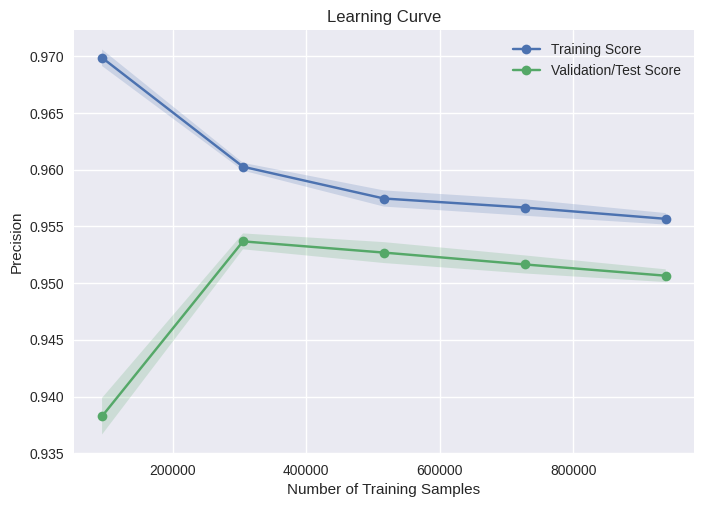 Learning Curve
Training Score
Validation/Test Score
0.970
0.965
0.960
0.955
0.950
0.945
0.940
0.935
Precision
200000
400000
600000
800000
Number of Training Samples